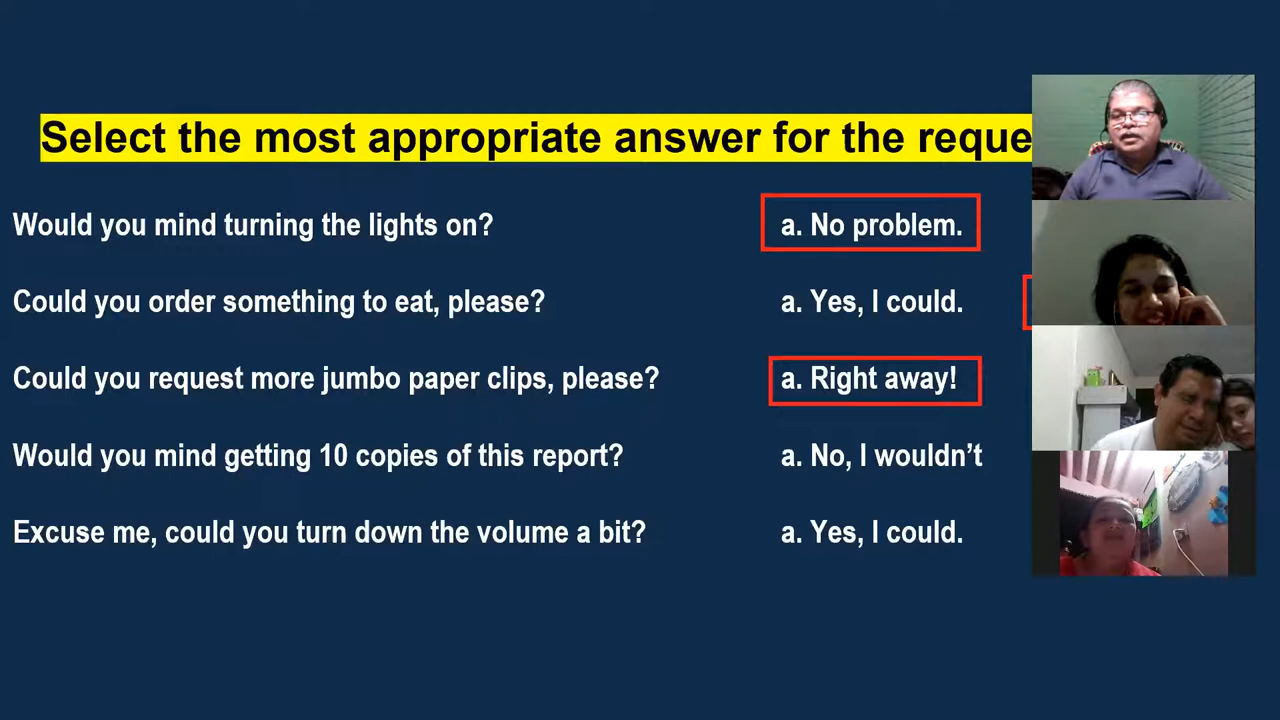 Select the most appropriate answer for the reque
Would you mind turning the lights on? a. No problem.
Could you order something to eat, please? a. Yes, I could.
Could you request more jumbo paper clips, please? a. Right away!
Would you mind getting 10 copies of this report? a. No, I wouldn’t
Excuse me, could you turn down the volume a bit? a. Yes, I could.